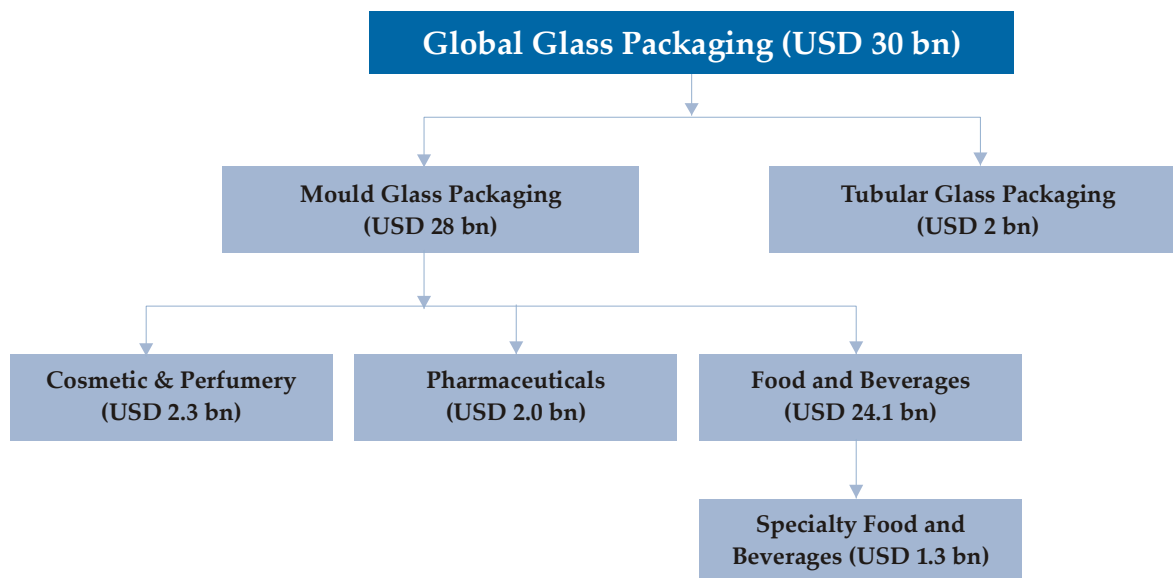 Global Glass Packaging (USD 30 bn)
Mould Glass Packaging
(USD 28 bn)
Tubular Glass Packaging
(USD 2 bn)
Cosmetic & Perfumery
(USD 2.3 bn)
Pharmaceuticals
(USD 2.0 bn)
Food and Beverages
(USD 24.1 bn)
Specialty Food and
Beverages (USD 1.3 bn)